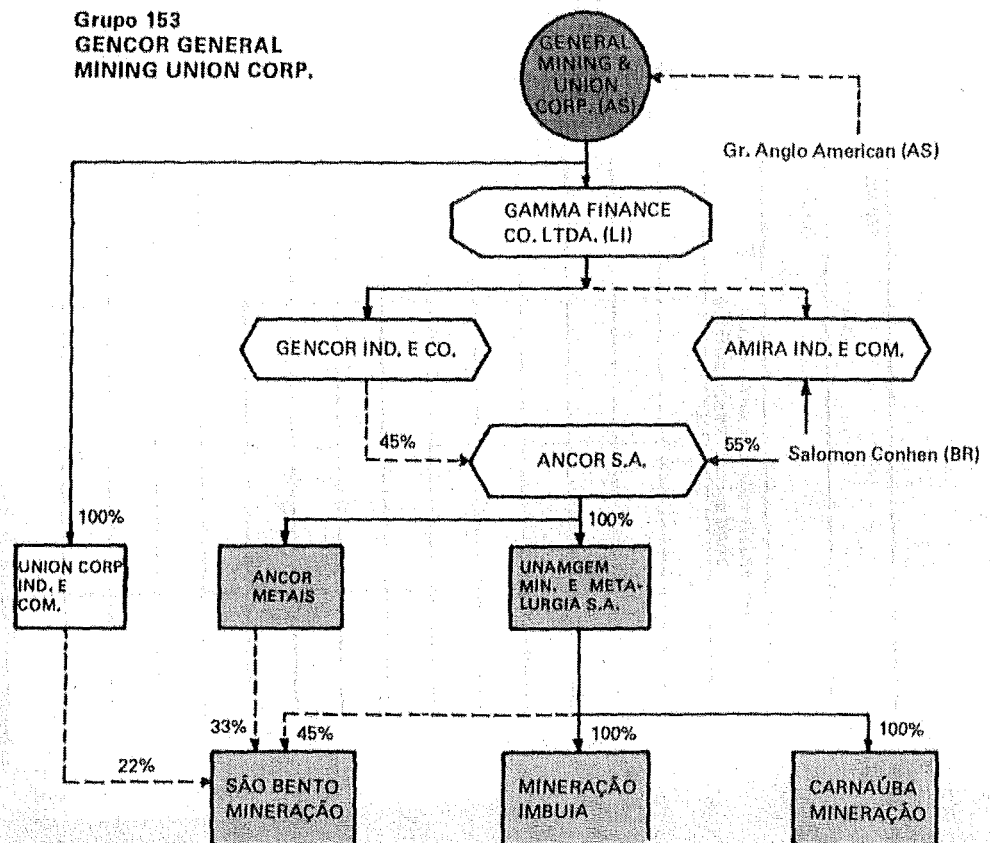 Grupo 153
GENCOR GENERAL
MINING UNION CORP.
GENERAL
MINING &
UNION
CORP. (AS)
Gr. Anglo American (AS)
GAMMA FINANCE
CO. LTDA. (LI)
GENCOR IND. E CO.
AMIRA IND. E COM.
45%
ANCOR S.A.
55%
Salomon Conhen (BR)
100%
100%
UNION CORP
IND. E
COM.
ANCOR
METAIS
UNAMGEM
MIN. E META-
LURGIA S.A.
33%
45%
100%
100%
22%
SÃO BENTO
MINERAÇÃO
MINERAÇÃO
IMBUIA
CARNAÚBA
MINERAÇÃO